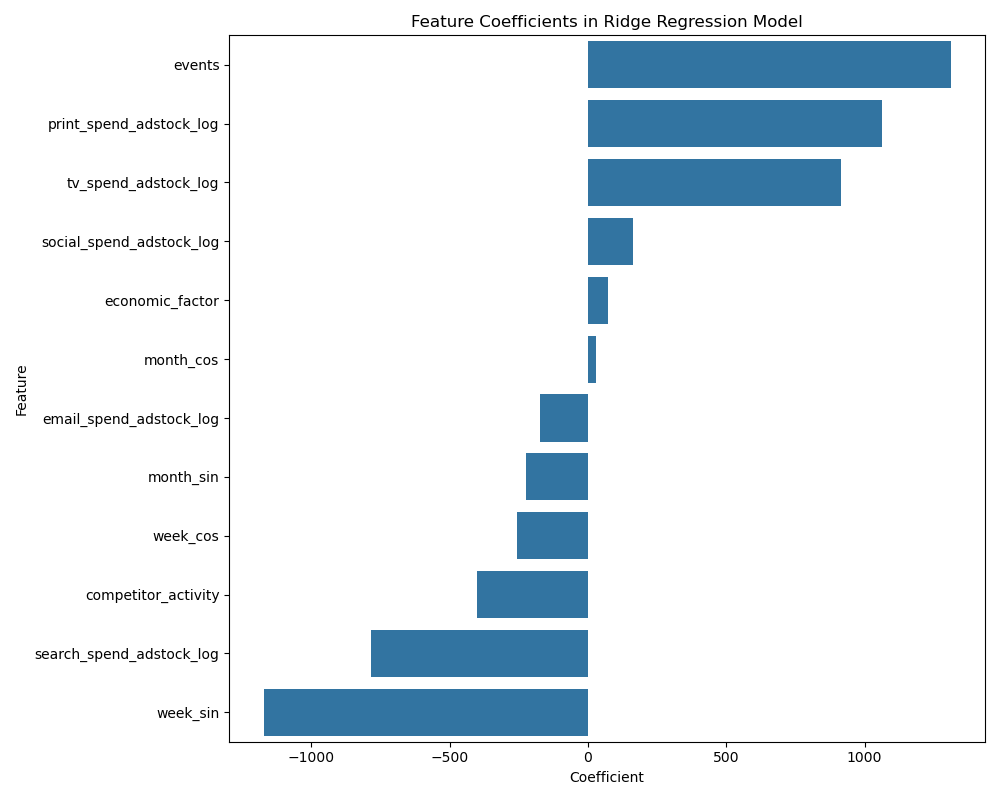 Feature Coefficients in Ridge Regression Model
events
print_spend_adstock_log
tv_spend_adstock_log
social_spend_adstock_log
economic_factor
month_cos
email_spend_adstock_log
month_sin
week_cos
competitor_activity
search_spend_adstock_log
week_sin
Feature
−1000
−500
0
500
1000
Coefficient